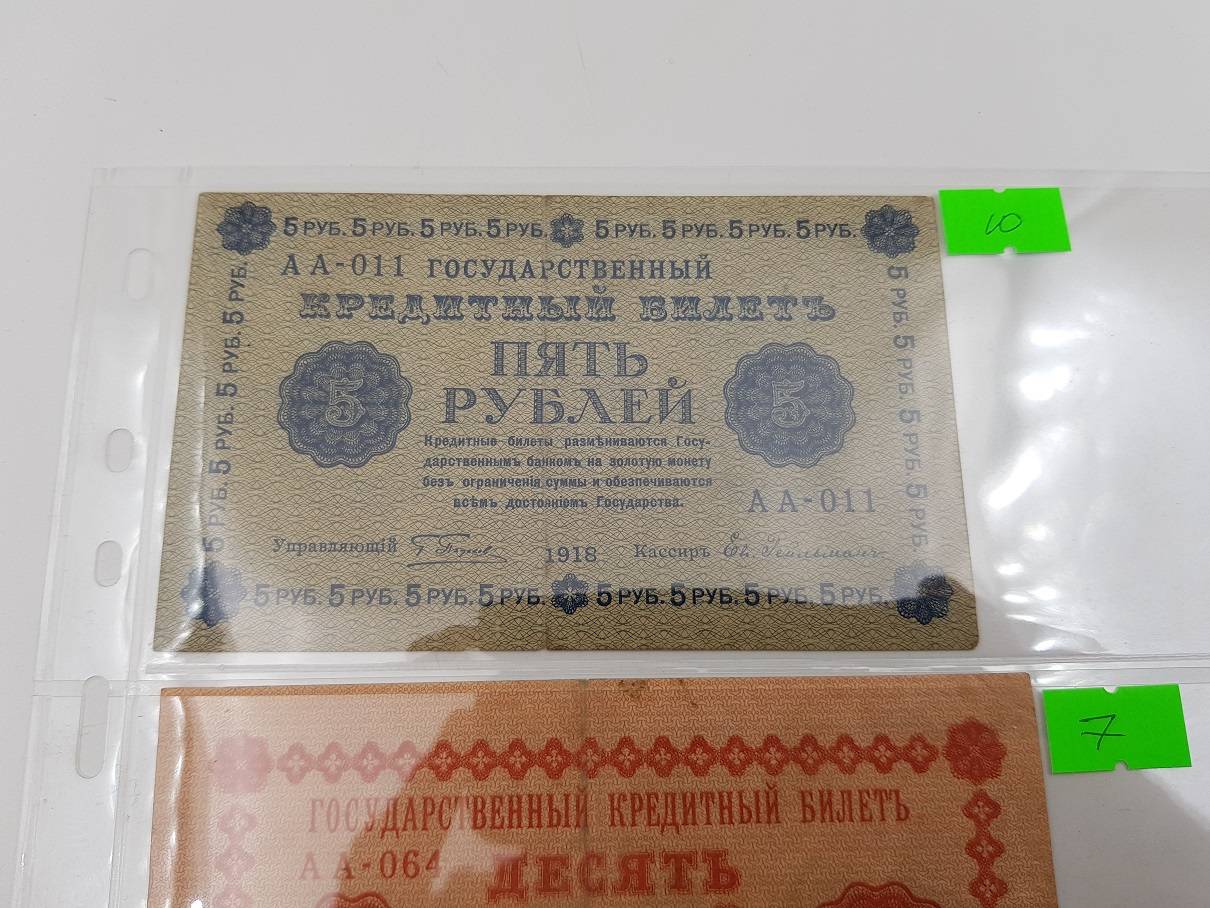 5 РУБ. 5 РУБ. 5 РУБ. 5 РУБ. 5 РУБ. 5 РУБ. 5 РУБ. 5 РУБ.
10
АА-011 ГОСУДАРСТВЕННЫЙ
КРЕДИТНЫЙ БИЛЕТЪ
5 РУБ. 5 РУБ. 5 РУБ. 5 РУБ.
5 РУБ. 5 РУБ. 5 РУБ. 5 РУБ.
ПЯТЬ
РУБЛЕЙ
5
5
Кредитные билеты размѣниваются Госу-
дарственнымъ банкомъ на золотую монету
безъ ограниченія суммы и обезпечиваются
всѣмъ достояніемъ Государства.
АА-011
Управляющій
1918
Кассиръ
5 РУБ. 5 РУБ. 5 РУБ. 5 РУБ. 5 РУБ. 5 РУБ. 5 РУБ. 5 РУБ.
7
ГОСУДАРСТВЕННЫЙ КРЕДИТНЫЙ БИЛЕТЪ
АА-064 ДЕСЯТЬ